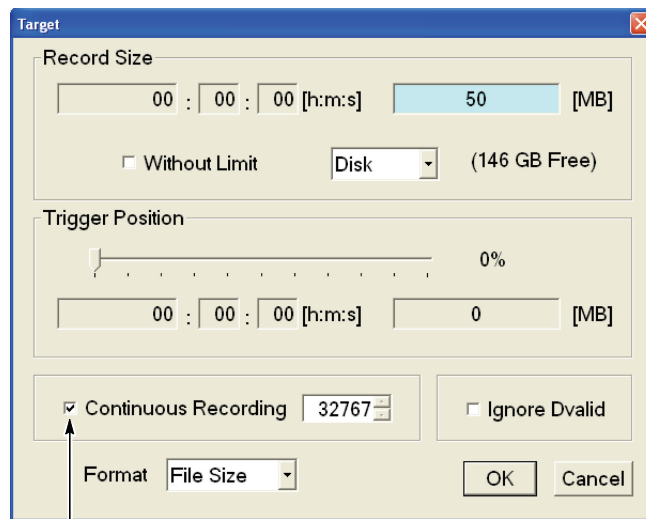 Target
Record Size
00 : 00 : 00 [h:m:s] 50 [MB]
Without Limit Disk (146 GB Free)
Trigger Position
0%
00 : 00 : 00 [h:m:s] 0 [MB]
Continuous Recording 32767 Ignore Dvalid
Format File Size OK Cancel